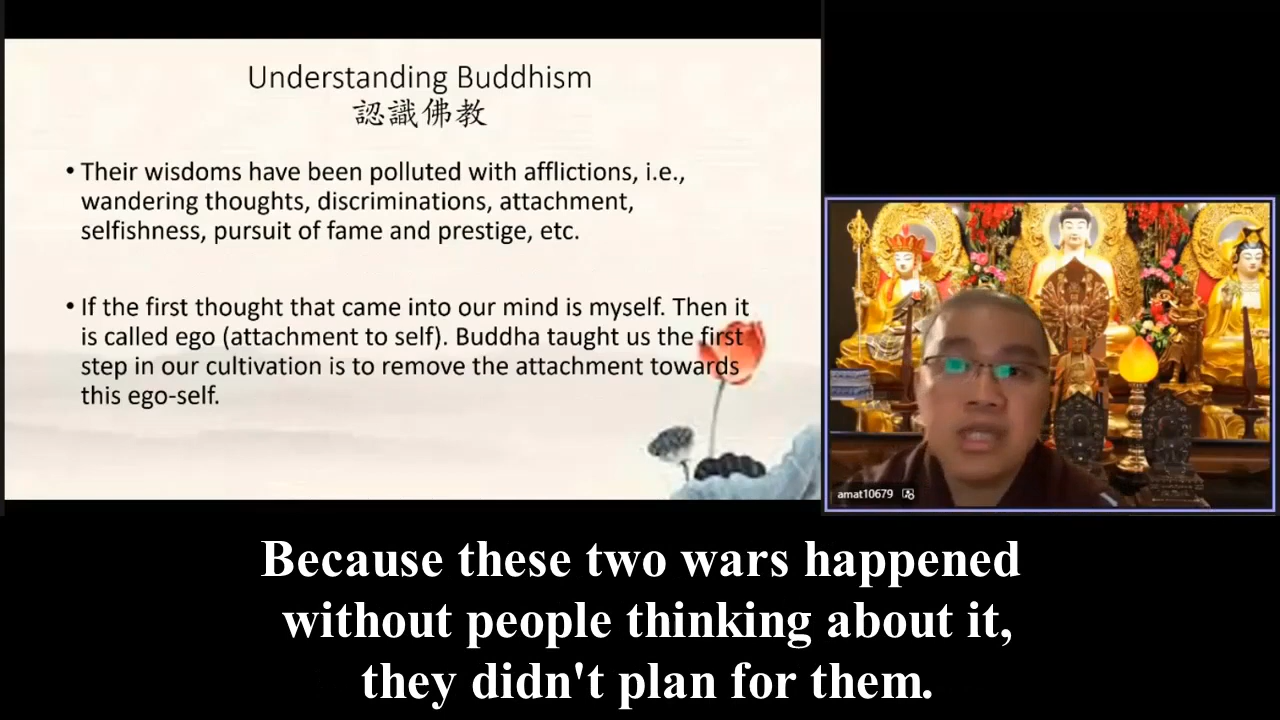 Understanding Buddhism
認識佛教
• Their wisdoms have been polluted with afflictions, i.e.,
wandering thoughts, discriminations, attachment,
selfishness, pursuit of fame and prestige, etc.
• If the first thought that came into our mind is myself. Then it
is called ego (attachment to self). Buddha taught us the first
step in our cultivation is to remove the attachment towards
this ego-self.
amat10679
Because these two wars happened
without people thinking about it,
they didn't plan for them.